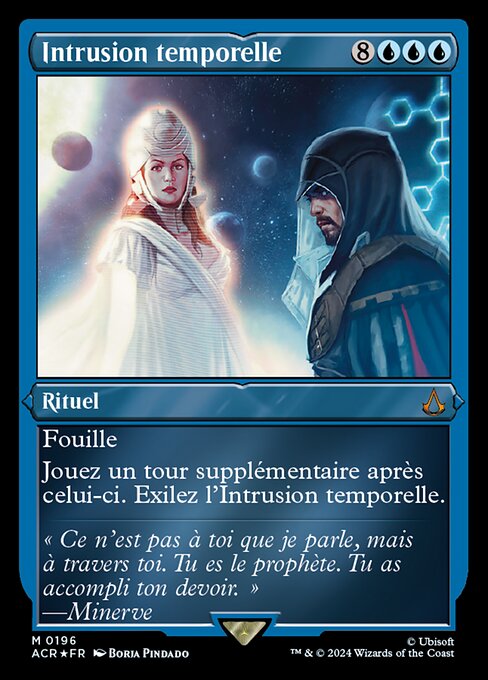 Intrusion temporelle 8
Rituel
Fouille
Jouez un tour supplémentaire après
celui-ci. Exilez l'Intrusion temporelle.
« Ce n'est pas à toi que je parle, mais
à travers toi. Tu es le prophète. Tu as
accompli ton devoir. »
—Minerve
M 0196
ACR★FR Borja Pindado
© Ubisoft
™ & © 2024 Wizards of the Coast